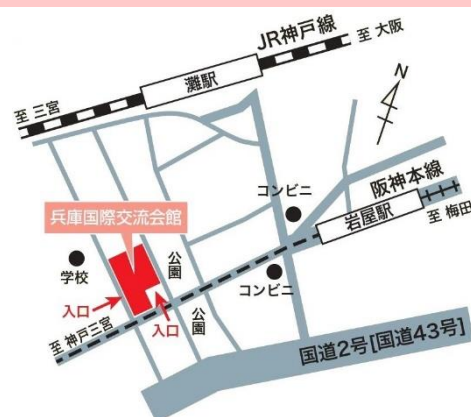 JR神戸線
至 大阪
灘駅
至 三宮
N
阪神本線
コンビニ
岩屋駅
至 梅田
兵庫国際交流会館
公園
学校
コンビニ
入口
入口
公園
至 神戸三宮
国道2号[国道43号]